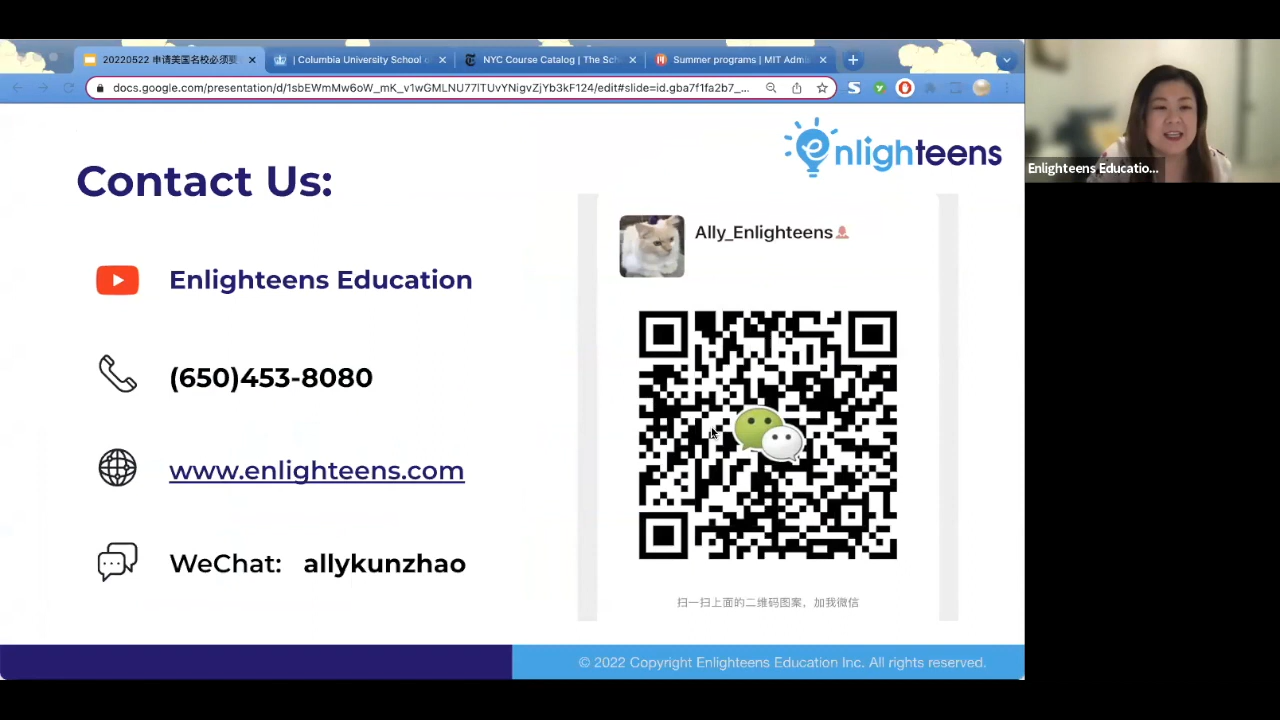 20220522 申请美国名校必须要
| Columbia University School o
NYC Course Catalog | The Sch
Summer programs | MIT Adm
docs.google.com/presentation/d/1sbEWmMw6oW_mK_v1wGMLNU77lTUvYNigvZjYb3kF124/edit#slide=id.gba7f1fa2b7_...
enlighteens
Contact Us:
Enlighteens Educatio...
Ally_Enlighteens
Enlighteens Education
(650)453-8080
www.enlighteens.com
WeChat: allykunzhao
扫一扫上面的二维码图案，加我微信
© 2022 Copyright Enlighteens Education Inc. All rights reserved.